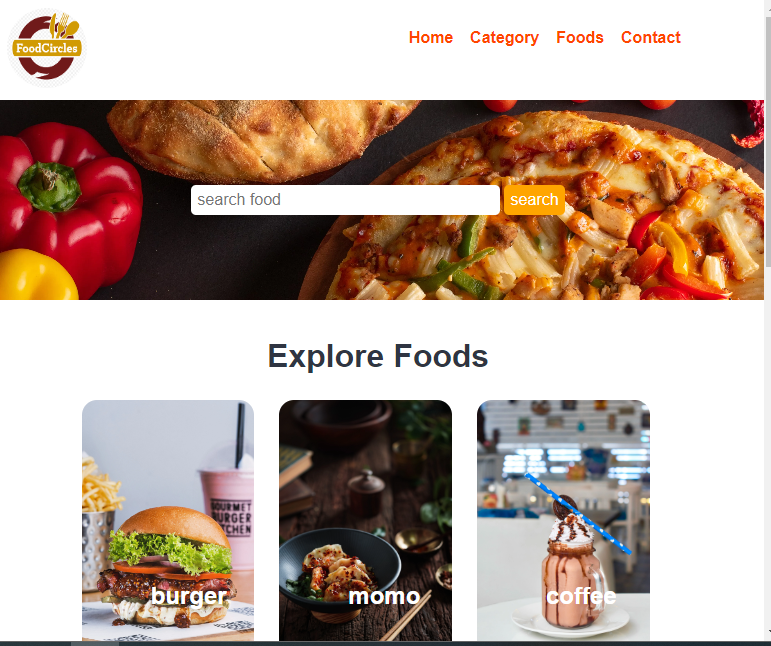 FoodCircles
Home Category Foods Contact
search food
search
Explore Foods
GOURMET
BURGER
KITCHEN
burger
momo
coffee